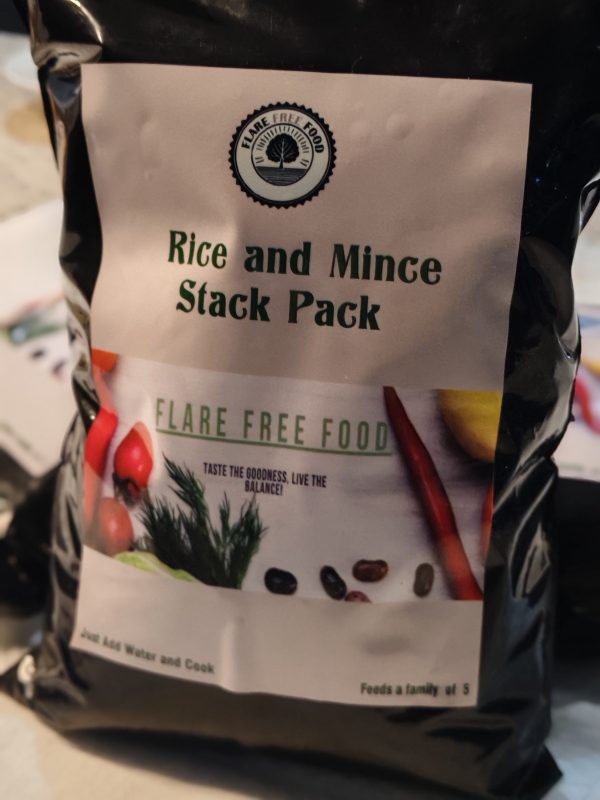 FLARE FREE FOOD
Rice and Mince
Stack Pack
FLARE FREE FOOD
TASTE THE GOODNESS, LIVE THE
BALANCE!
Just Add Water and Cook
Feeds a family of 5